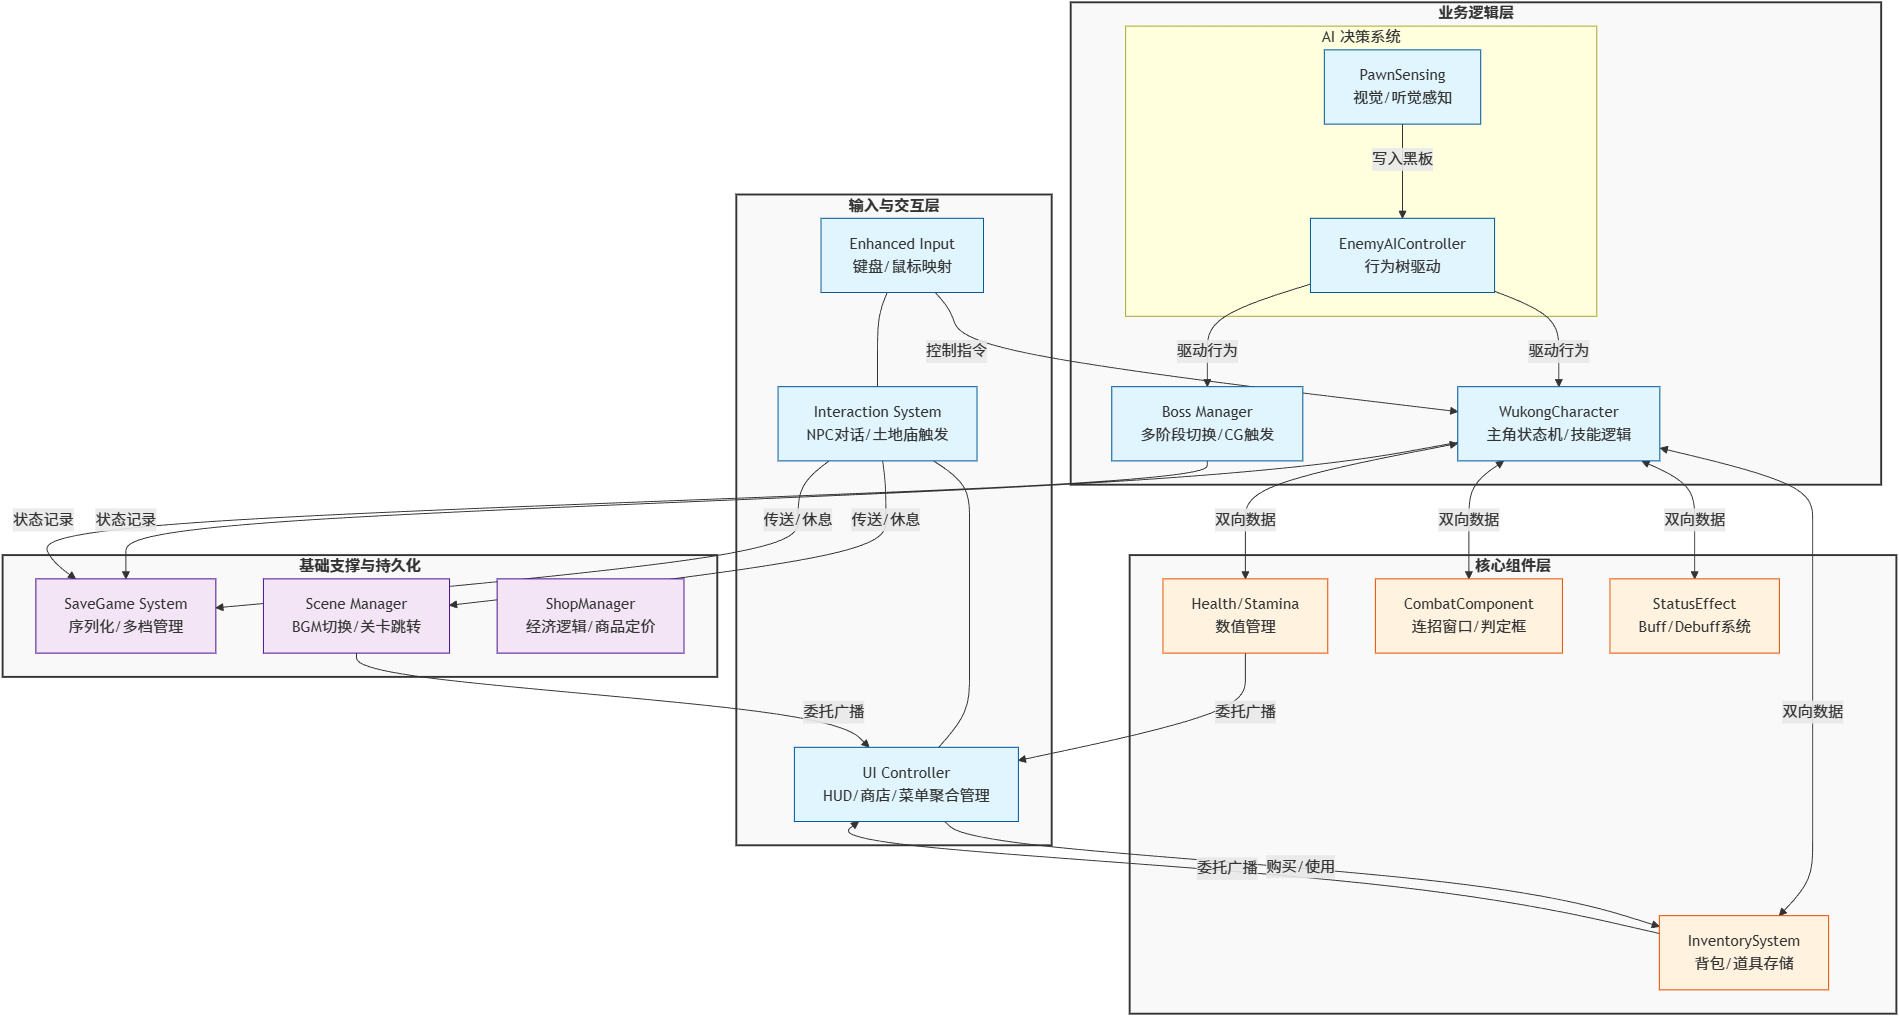 业务逻辑层
AI 决策系统
PawnSensing
视觉/听觉感知
写入黑板
EnemyAIController
行为树驱动
驱动行为
驱动行为
Boss Manager
多阶段切换/CG触发
WukongCharacter
主角状态机/技能逻辑
输入与交互层
Enhanced Input
键盘/鼠标映射
控制指令
Interaction System
NPC对话/土地庙触发
传送/休息
传送/休息
UI Controller
HUD/商店/菜单聚合管理
状态记录
状态记录
基础支撑与持久化
SaveGame System
序列化/多档管理
Scene Manager
BGM切换/关卡跳转
ShopManager
经济逻辑/商品定价
委托广播
双向数据
双向数据
双向数据
核心组件层
Health/Stamina
数值管理
CombatComponent
连招窗口/判定框
StatusEffect
Buff/Debuff系统
委托广播
双向数据
委托广播
购买/使用
InventorySystem
背包/道具存储